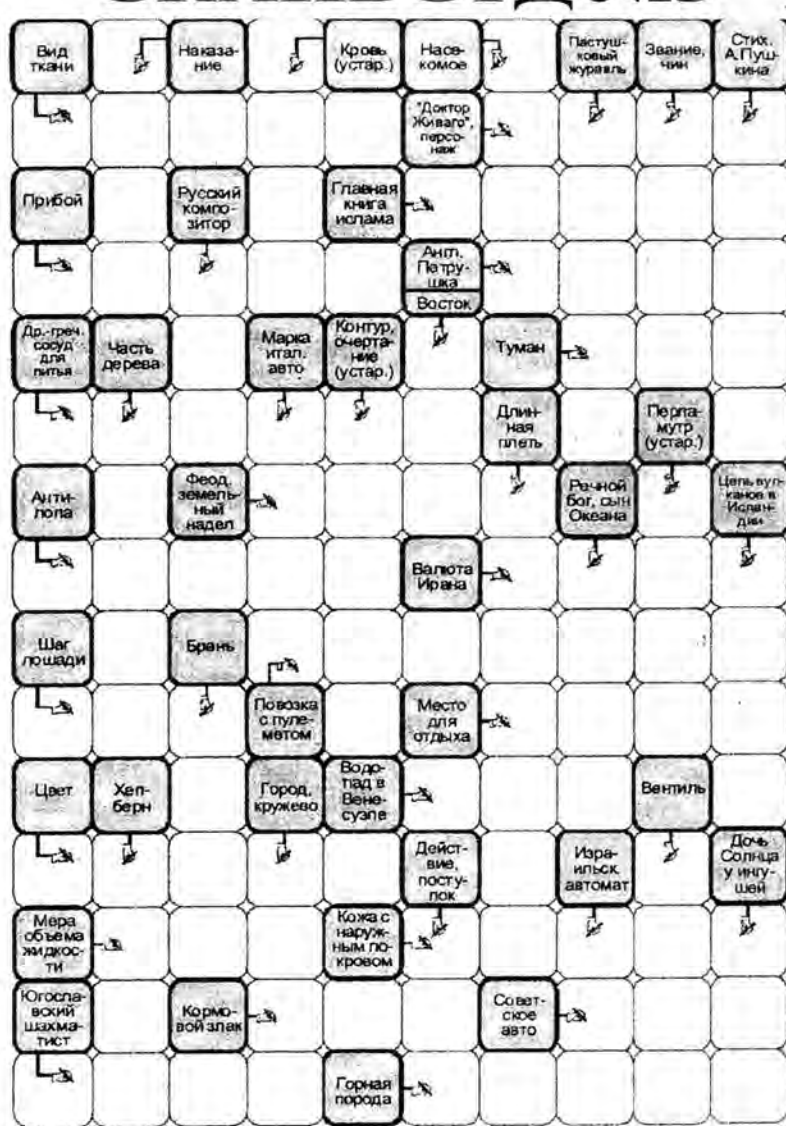 Вид
ткани
Наказа-
ние
Кровь
(устар.)
Насе-
комое
Пастуш-
ковый
журавль
Звание,
чин
Стих.
А.Пуш-
кина
"Доктор
Живаго",
персо-
наж
Прибой
Русский
компо-
зитор
Главная
книга
ислама
Англ.
Петру-
шка
Восток
Др.-греч.
сосуд
для
питья
Часть
дерева
Марка
итал.
авто
Контур,
очертание
(устар.)
Туман
Длин-
ная
плеть
Перла-
мутр
(устар.)
Анти-
лопа
Феод.
земель-
ный
надел
Речной
бог, сын
Океана
Цепь вул-
канов в
Ислан-
дии
Валюта
Ирана
Шаг
лошади
Брань
Повозка
с пуле-
метом
Место
для
отдыха
Цвет
Хеп-
берн
Город,
кружево
Водо-
пад в
Вене-
суэле
Вентиль
Дейст-
вие,
посту-
пок
Изра-
ильск.
автомат
Дочь
Солнца
у ингу-
шей
Мера
объема
жидкос-
ти
Кожа с
наруж-
ным по-
кровом
Югосла-
вский
шахма-
тист
Кормо-
вой злак
Совет-
ское
авто
Горная
порода